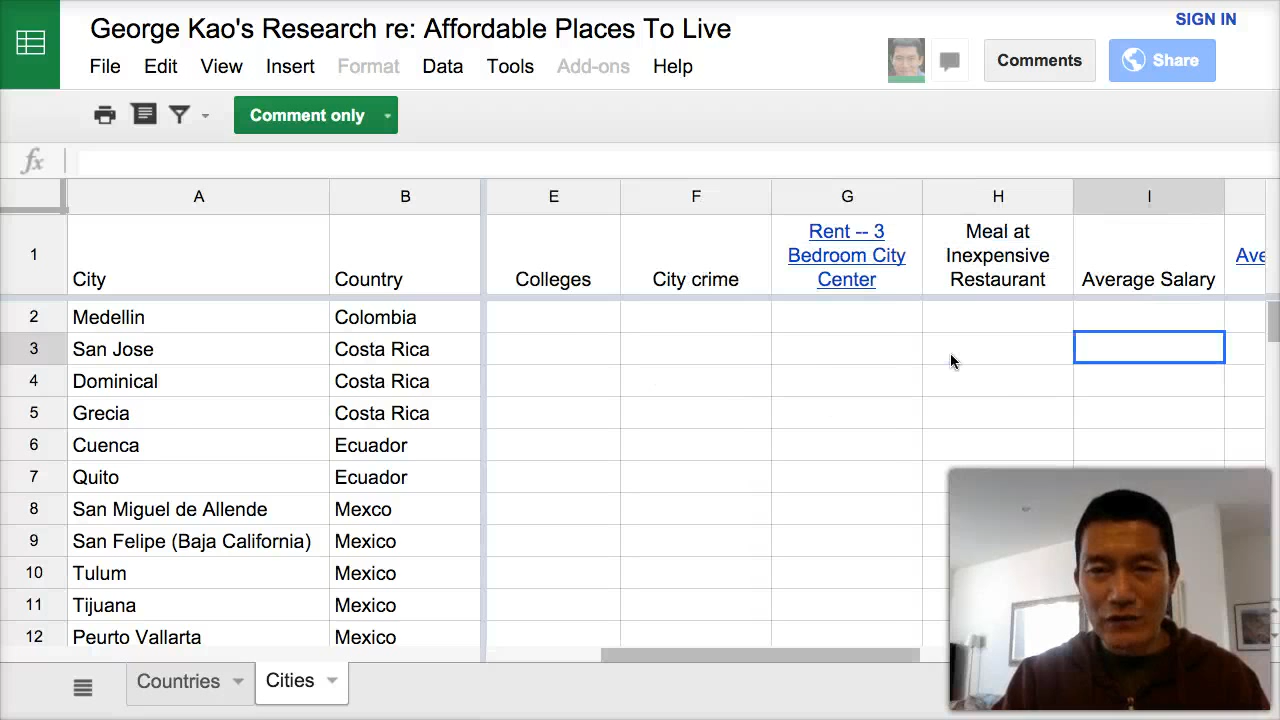 SIGN IN
George Kao's Research re: Affordable Places To Live
File Edit View Insert Format Data Tools Add-ons Help
Comments Share
Comment only
fx
A B E F G H I
1 City Country Colleges City crime Rent -- 3 Bedroom City Center Meal at Inexpensive Restaurant Average Salary Ave
2 Medellin Colombia
3 San Jose Costa Rica
4 Dominical Costa Rica
5 Grecia Costa Rica
6 Cuenca Ecuador
7 Quito Ecuador
8 San Miguel de Allende Mexco
9 San Felipe (Baja California) Mexico
10 Tulum Mexico
11 Tijuana Mexico
12 Peurto Vallarta Mexico
Countries Cities